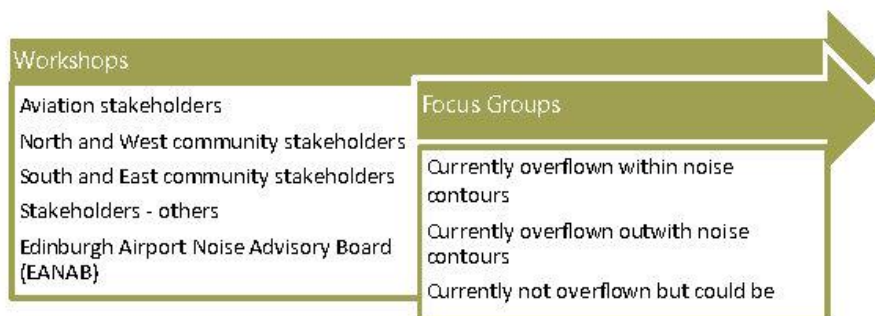 Workshops
Aviation stakeholders
North and West community stakeholders
South and East community stakeholders
Stakeholders - others
Edinburgh Airport Noise Advisory Board
(EANAB)
Focus Groups
Currently overflown within noise
contours
Currently overflown outwith noise
contours
Currently not overflown but could be